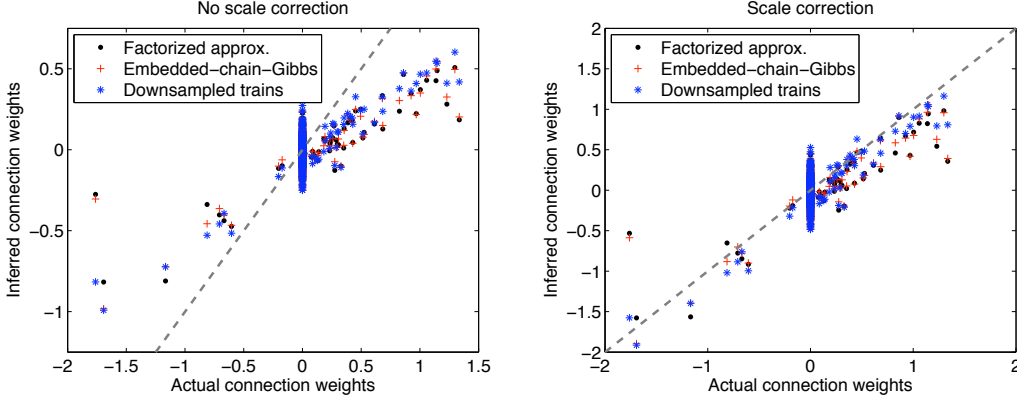 No scale correction
Factorized approx.
Embedded-chain-Gibbs
Downsampled trains
0.5
0
−0.5
−1
−2
−1.5
−1
−0.5
0
0.5
1
1.5
Inferred connection weights
Actual connection weights
Scale correction
Factorized approx.
Embedded-chain-Gibbs
Downsampled trains
2
1.5
1
0.5
0
−0.5
−1
−1.5
−2
−2
−1
0
1
2
Inferred connection weights
Actual connection weights